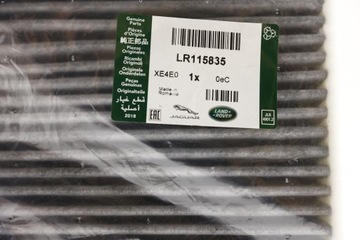 Genuine
Parts
Pièces
d'Origine
純正部品
Piezas
Originales
Ricambi
Originali
Originele
Onderdelen
Peças
Genuínas
Originalteile
قطع غيار
أصلية
2018
LR115835
XE4E0 1x 0eC
Made in
Romania
EAC
JAGUAR
LAND ROVER